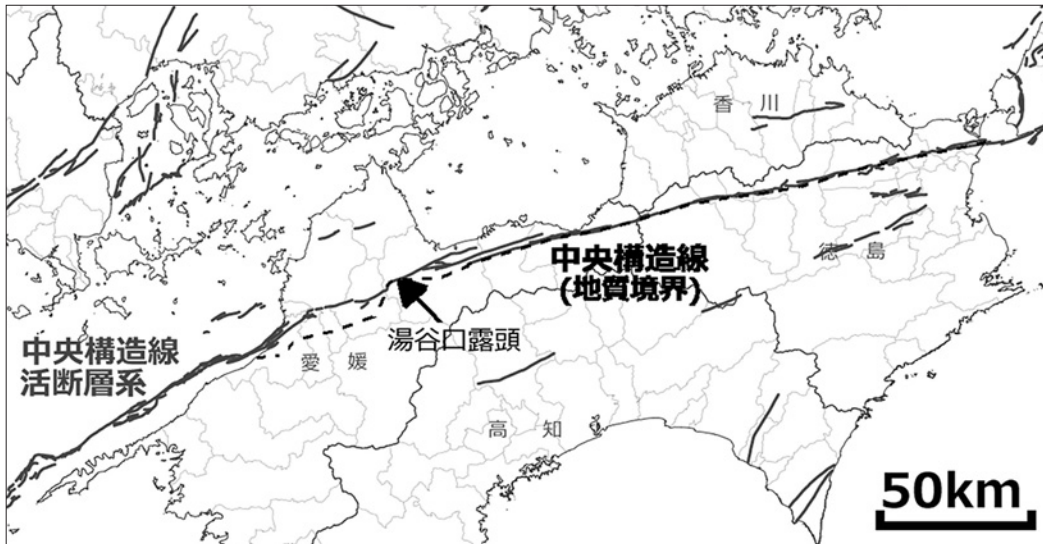 香川
中央構造線
(地質境界)
徳島
湯谷口露頭
中央構造線
活断層系
愛媛
高知
50km